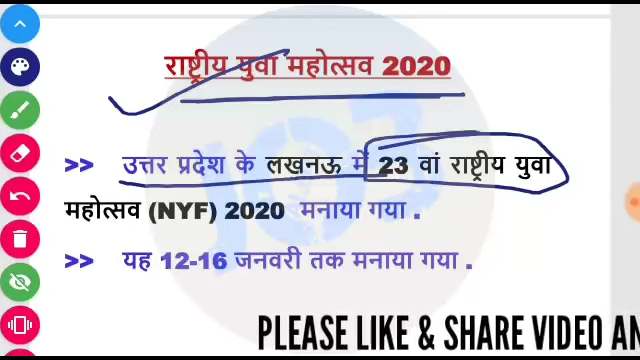 राष्ट्रीय युवा महोत्सव 2020
>> उत्तर प्रदेश के लखनऊ में 23 वां राष्ट्रीय युवा
महोत्सव (NYF) 2020 मनाया गया .
>> यह 12-16 जनवरी तक मनाया गया .
PLEASE LIKE & SHARE VIDEO AN